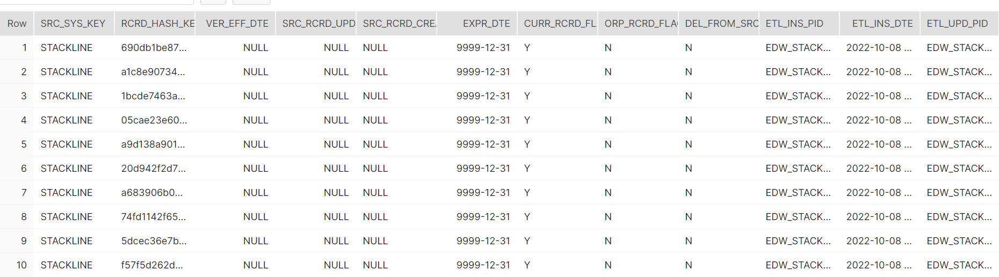 Row SRC_SYS_KEY RCRD_HASH_KE VER_EFF_DTE SRC_RCRD_UPD SRC_RCRD_CREA EXPR_DTE CURR_RCRD_FL ORP_RCRD_FLAG DEL_FROM_SRC ETL_INS_PID ETL_INS_DTE ETL_UPD_PID
1 STACKLINE 690db1be87... NULL NULL NULL 9999-12-31 Y N N EDW_STACK... 2022-10-08 ... EDW_STACK...
2 STACKLINE a1c8e90734... NULL NULL NULL 9999-12-31 Y N N EDW_STACK... 2022-10-08 ... EDW_STACK...
3 STACKLINE 1bcde7463a... NULL NULL NULL 9999-12-31 Y N N EDW_STACK... 2022-10-08 ... EDW_STACK...
4 STACKLINE 05cae23e60... NULL NULL NULL 9999-12-31 Y N N EDW_STACK... 2022-10-08 ... EDW_STACK...
5 STACKLINE a9d138a901... NULL NULL NULL 9999-12-31 Y N N EDW_STACK... 2022-10-08 ... EDW_STACK...
6 STACKLINE 20d942f2d7... NULL NULL NULL 9999-12-31 Y N N EDW_STACK... 2022-10-08 ... EDW_STACK...
7 STACKLINE a683906b0... NULL NULL NULL 9999-12-31 Y N N EDW_STACK... 2022-10-08 ... EDW_STACK...
8 STACKLINE 74fd1142f65... NULL NULL NULL 9999-12-31 Y N N EDW_STACK... 2022-10-08 ... EDW_STACK...
9 STACKLINE 5dcec36e7b... NULL NULL NULL 9999-12-31 Y N N EDW_STACK... 2022-10-08 ... EDW_STACK...
10 STACKLINE f57f5d262d... NULL NULL NULL 9999-12-31 Y N N EDW_STACK... 2022-10-08 ... EDW_STACK...